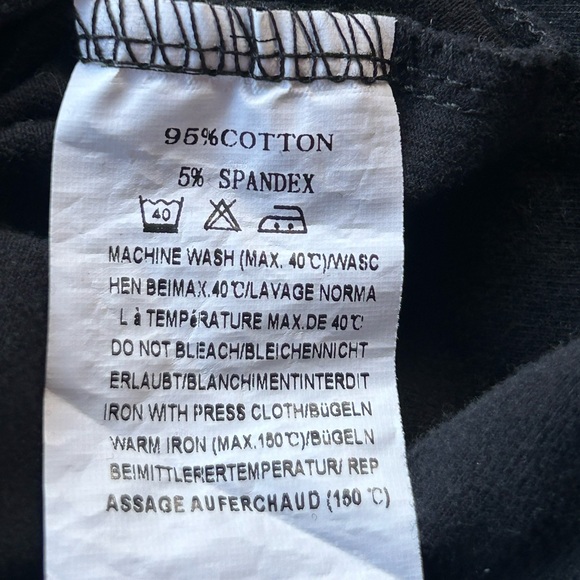 95%COTTON
5% SPANDEX
40
MACHINE WASH (MAX. 40℃)/WASC
HEN BEIMAX.40℃/LAVAGE NORMA
L à TEMPéRATURE MAX.DE 40℃
DO NOT BLEACH/BLEICHENNICHT
ERLAUBT/BLANCHIMENTINTERDIT
IRON WITH PRESS CLOTH/BüGELN
WARM IRON (MAX.150℃)/BüGELN
BEIMITTLERERTEMPERATUR/ REP
ASSAGE AUFERCHAUD (150 ℃)